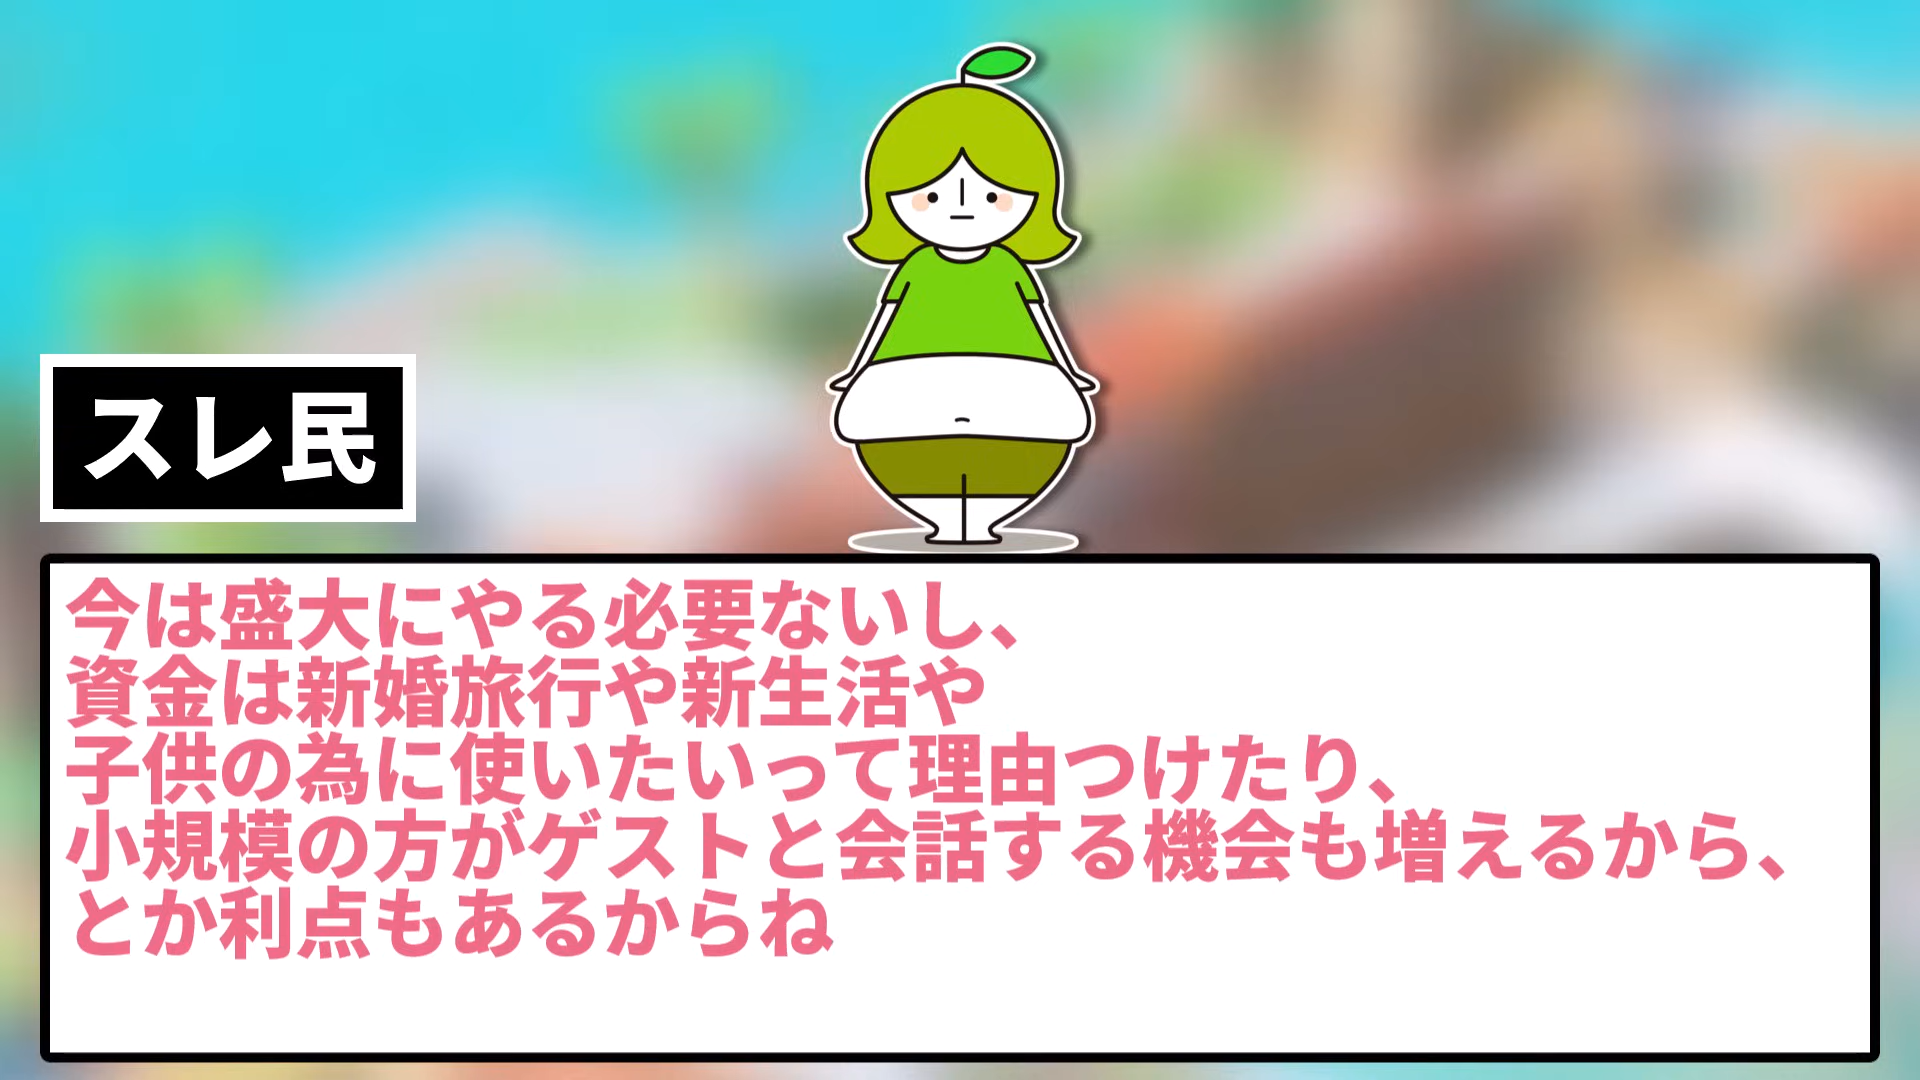 スレ民
今は盛大にやる必要ないし、
資金は新婚旅行や新生活や
子供の為に使いたいって理由つけたり、
小規模の方がゲストと会話する機会も増えるから、
とか利点もあるからね